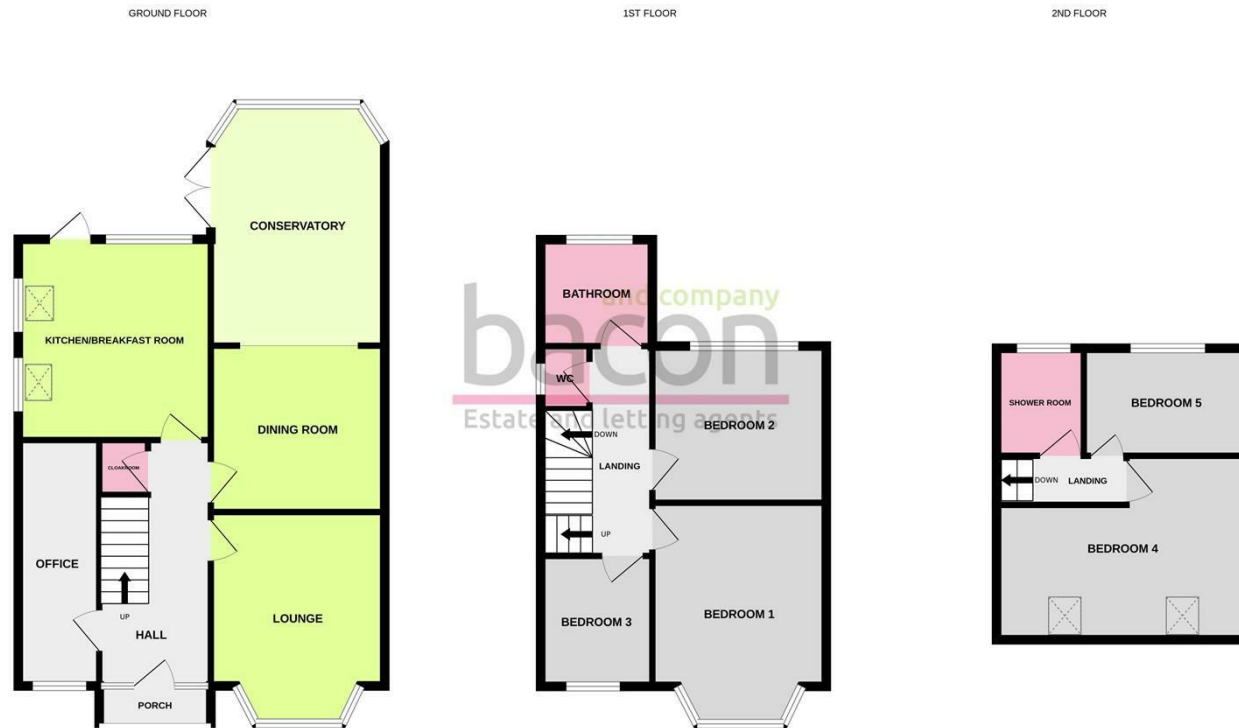 GROUND FLOOR
CONSERVATORY
KITCHEN/BREAKFAST ROOM
DINING ROOM
CLOAKROOM
OFFICE
LOUNGE
UP
HALL
PORCH
1ST FLOOR
BATHROOM
WC
BEDROOM 2
DOWN
LANDING
UP
BEDROOM 3
BEDROOM 1
and company
bacon
Estate and letting agents
2ND FLOOR
SHOWER ROOM
BEDROOM 5
DOWN
LANDING
BEDROOM 4